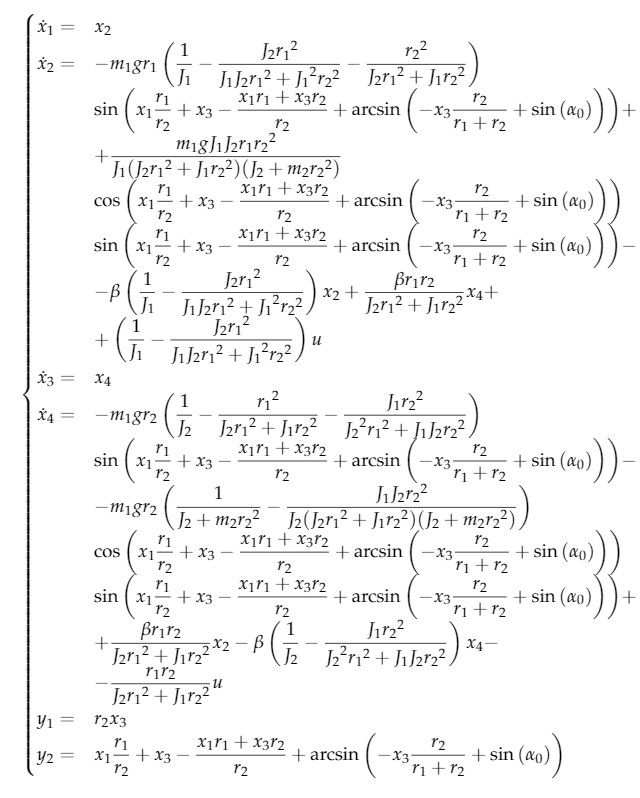 ẋ₁ = x₂
ẋ₂ = −m₁gr₁ ( 1/J₁ − J₂r₁²/(J₁J₂r₁² + J₁²r₂²) − r₂²/(J₂r₁² + J₁r₂²) )
sin ( x₁ r₁/r₂ + x₃ − (x₁r₁ + x₃r₂)/r₂ + arcsin ( −x₃ r₂/(r₁ + r₂) + sin (α₀) ) ) +
+ m₁gJ₁J₂r₁r₂²/(J₁(J₂r₁² + J₁r₂²)(J₂ + m₂r₂²))
cos ( x₁ r₁/r₂ + x₃ − (x₁r₁ + x₃r₂)/r₂ + arcsin ( −x₃ r₂/(r₁ + r₂) + sin (α₀) ) )
sin ( x₁ r₁/r₂ + x₃ − (x₁r₁ + x₃r₂)/r₂ + arcsin ( −x₃ r₂/(r₁ + r₂) + sin (α₀) ) ) −
−β ( 1/J₁ − J₂r₁²/(J₁J₂r₁² + J₁²r₂²) ) x₂ + βr₁r₂/(J₂r₁² + J₁r₂²) x₄ +
+ ( 1/J₁ − J₂r₁²/(J₁J₂r₁² + J₁²r₂²) ) u
ẋ₃ = x₄
ẋ₄ = −m₁gr₂ ( 1/J₂ − r₁²/(J₂r₁² + J₁r₂²) − J₁r₂²/(J₂²r₁² + J₁J₂r₂²) )
sin ( x₁ r₁/r₂ + x₃ − (x₁r₁ + x₃r₂)/r₂ + arcsin ( −x₃ r₂/(r₁ + r₂) + sin (α₀) ) ) −
−m₁gr₂ ( 1/(J₂ + m₂r₂²) − J₁J₂r₂²/(J₂(J₂r₁² + J₁r₂²)(J₂ + m₂r₂²)) )
cos ( x₁ r₁/r₂ + x₃ − (x₁r₁ + x₃r₂)/r₂ + arcsin ( −x₃ r₂/(r₁ + r₂) + sin (α₀) ) )
sin ( x₁ r₁/r₂ + x₃ − (x₁r₁ + x₃r₂)/r₂ + arcsin ( −x₃ r₂/(r₁ + r₂) + sin (α₀) ) ) +
+ βr₁r₂/(J₂r₁² + J₁r₂²) x₂ − β ( 1/J₂ − J₁r₂²/(J₂²r₁² + J₁J₂r₂²) ) x₄ −
− r₁r₂/(J₂r₁² + J₁r₂²) u
y₁ = r₂x₃
y₂ = x₁ r₁/r₂ + x₃ − (x₁r₁ + x₃r₂)/r₂ + arcsin ( −x₃ r₂/(r₁ + r₂) + sin (α₀) )